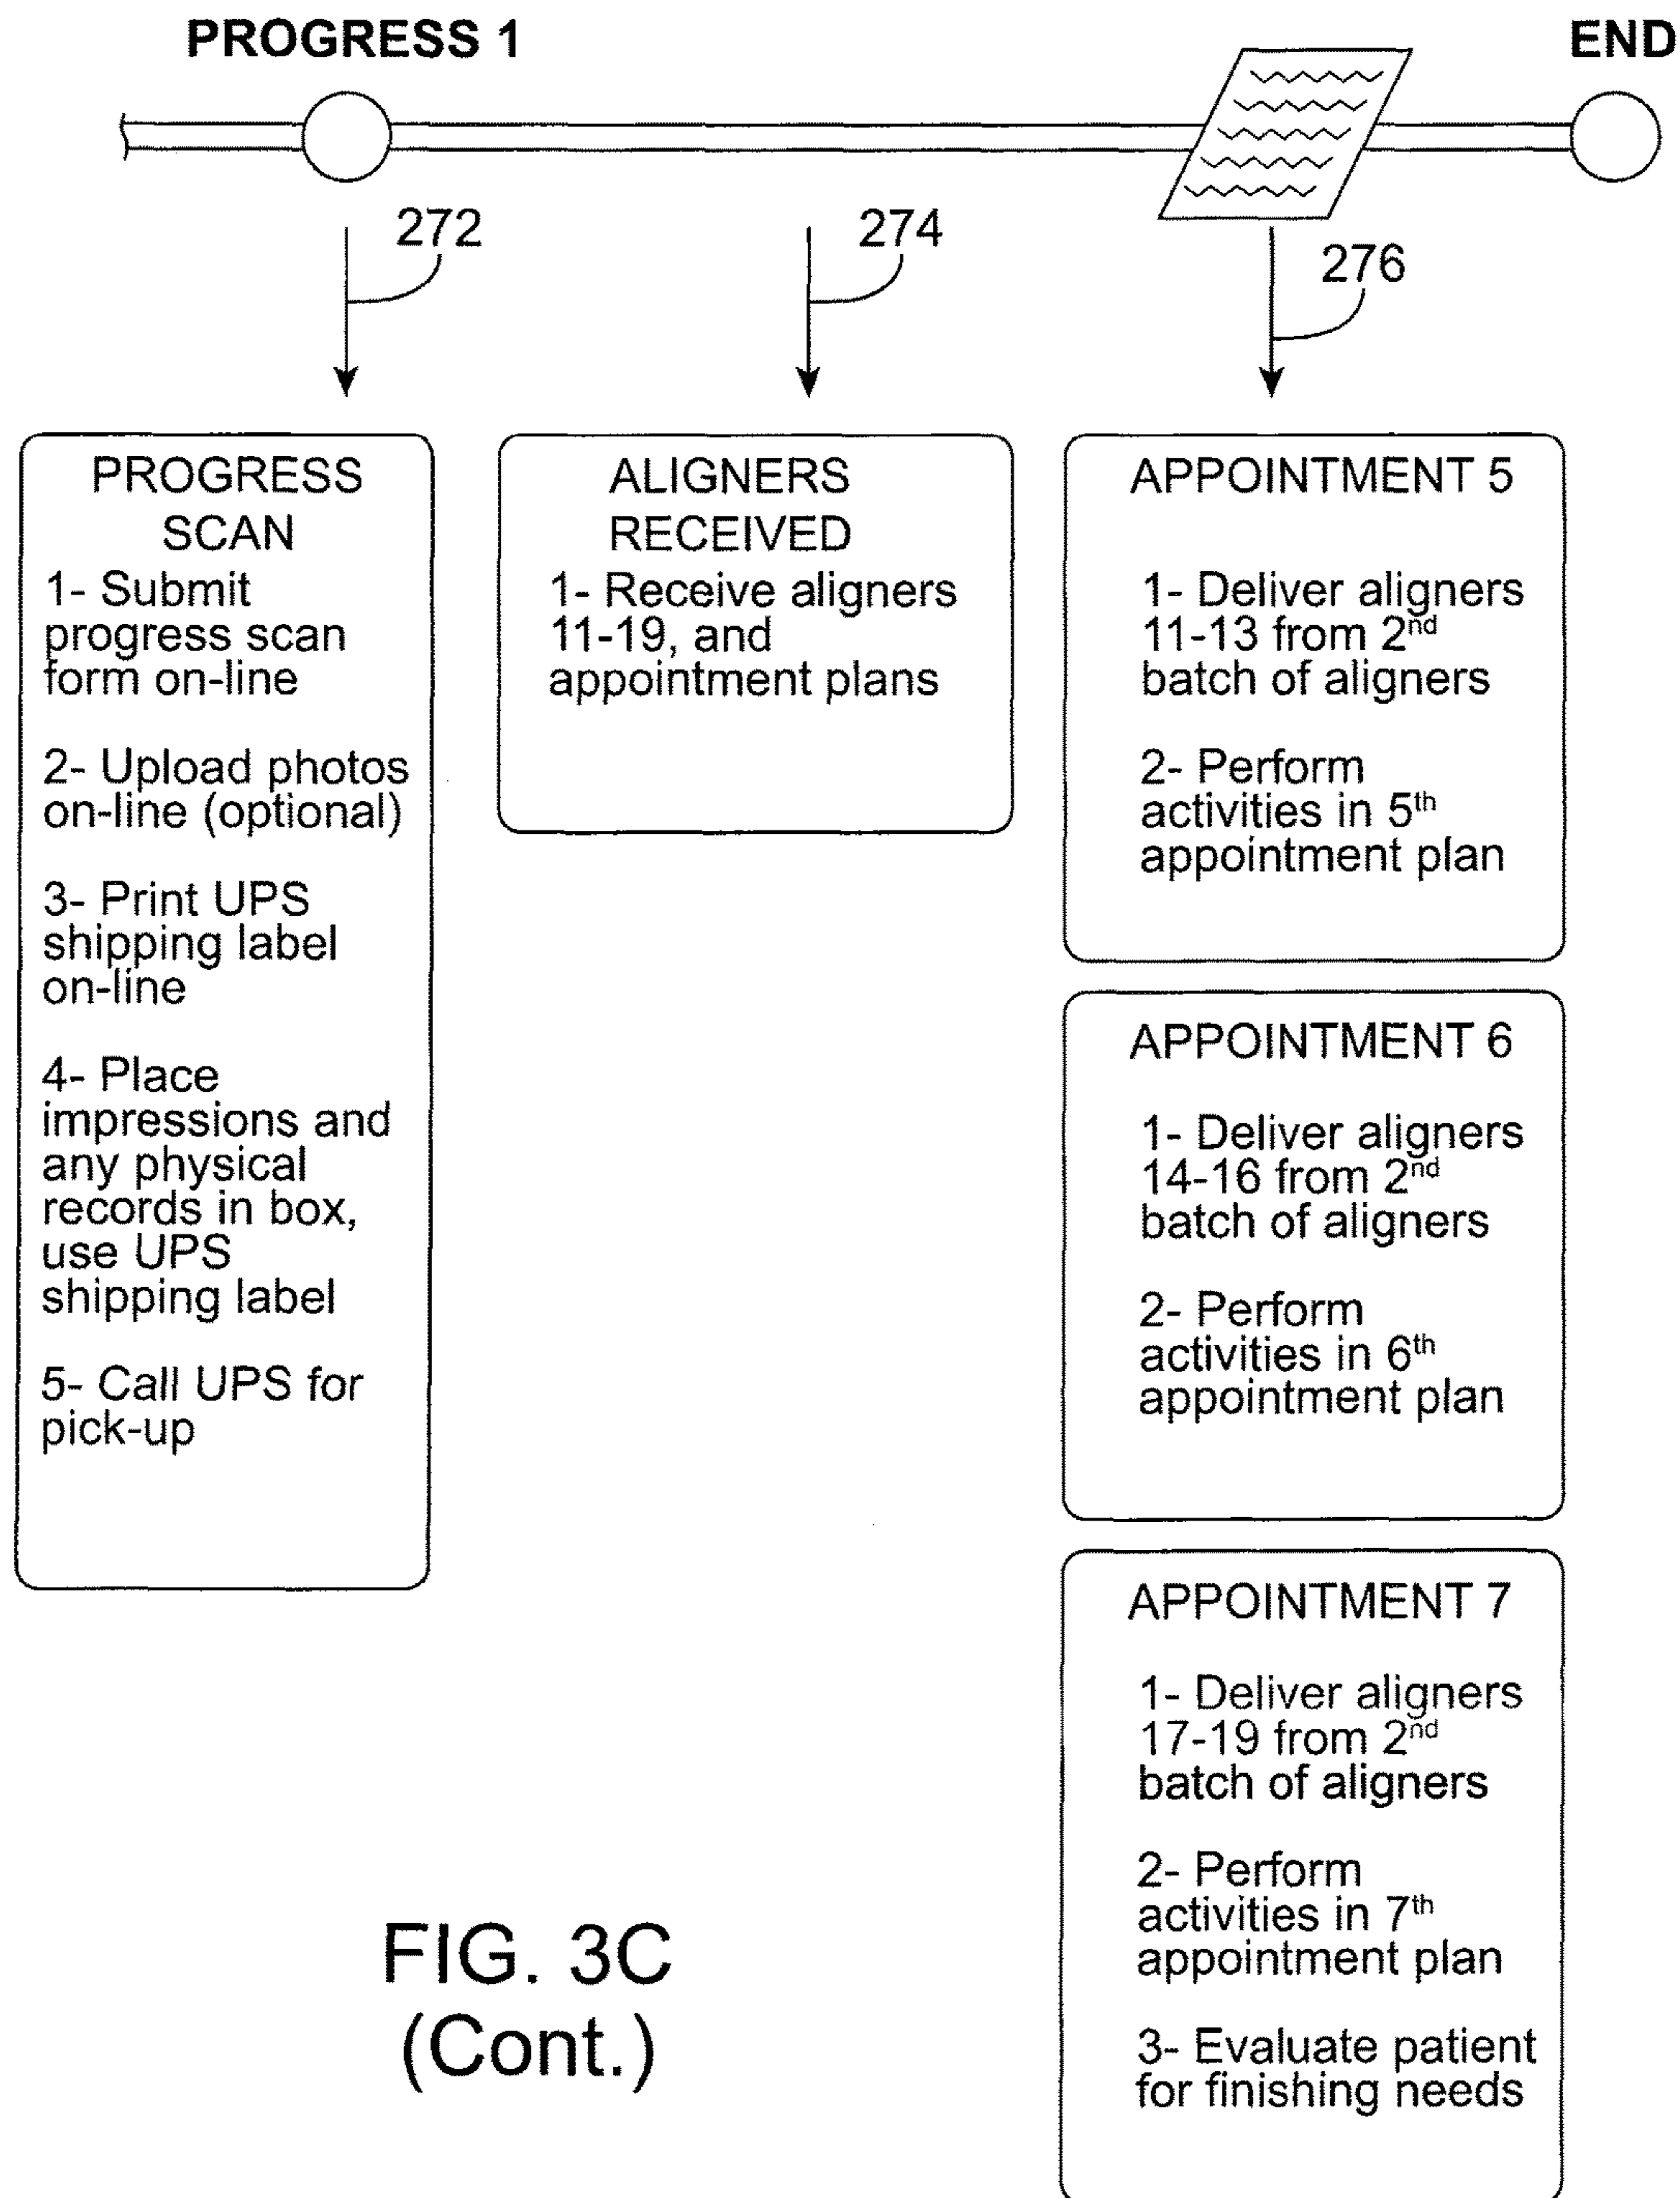 PROGRESS 1
END
272
274
276
PROGRESS
SCAN
1- Submit
progress scan
form on-line
2- Upload photos
on-line (optional)
3- Print UPS
shipping label
on-line
4- Place
impressions and
any physical
records in box,
use UPS
shipping label
5- Call UPS for
pick-up
ALIGNERS
RECEIVED
1- Receive aligners
11-19, and
appointment plans
APPOINTMENT 5
1- Deliver aligners
11-13 from 2nd
batch of aligners
2- Perform
activities in 5th
appointment plan
APPOINTMENT 6
1- Deliver aligners
14-16 from 2nd
batch of aligners
2- Perform
activities in 6th
appointment plan
APPOINTMENT 7
1- Deliver aligners
17-19 from 2nd
batch of aligners
2- Perform
activities in 7th
appointment plan
3- Evaluate patient
for finishing needs
FIG. 3C
(Cont.)